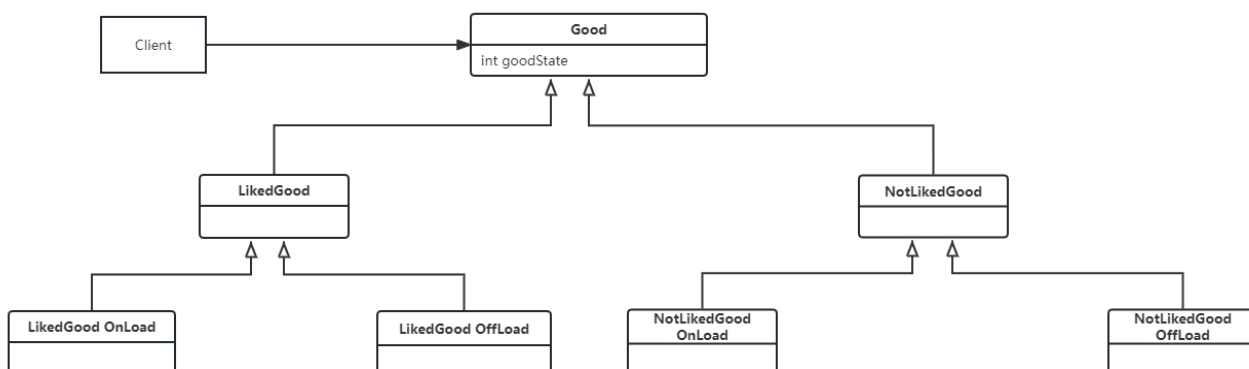 Client
Good
int goodState
LikedGood
NotLikedGood
LikedGood OnLoad
LikedGood OffLoad
NotLikedGood
OnLoad
NotLikedGood
OffLoad